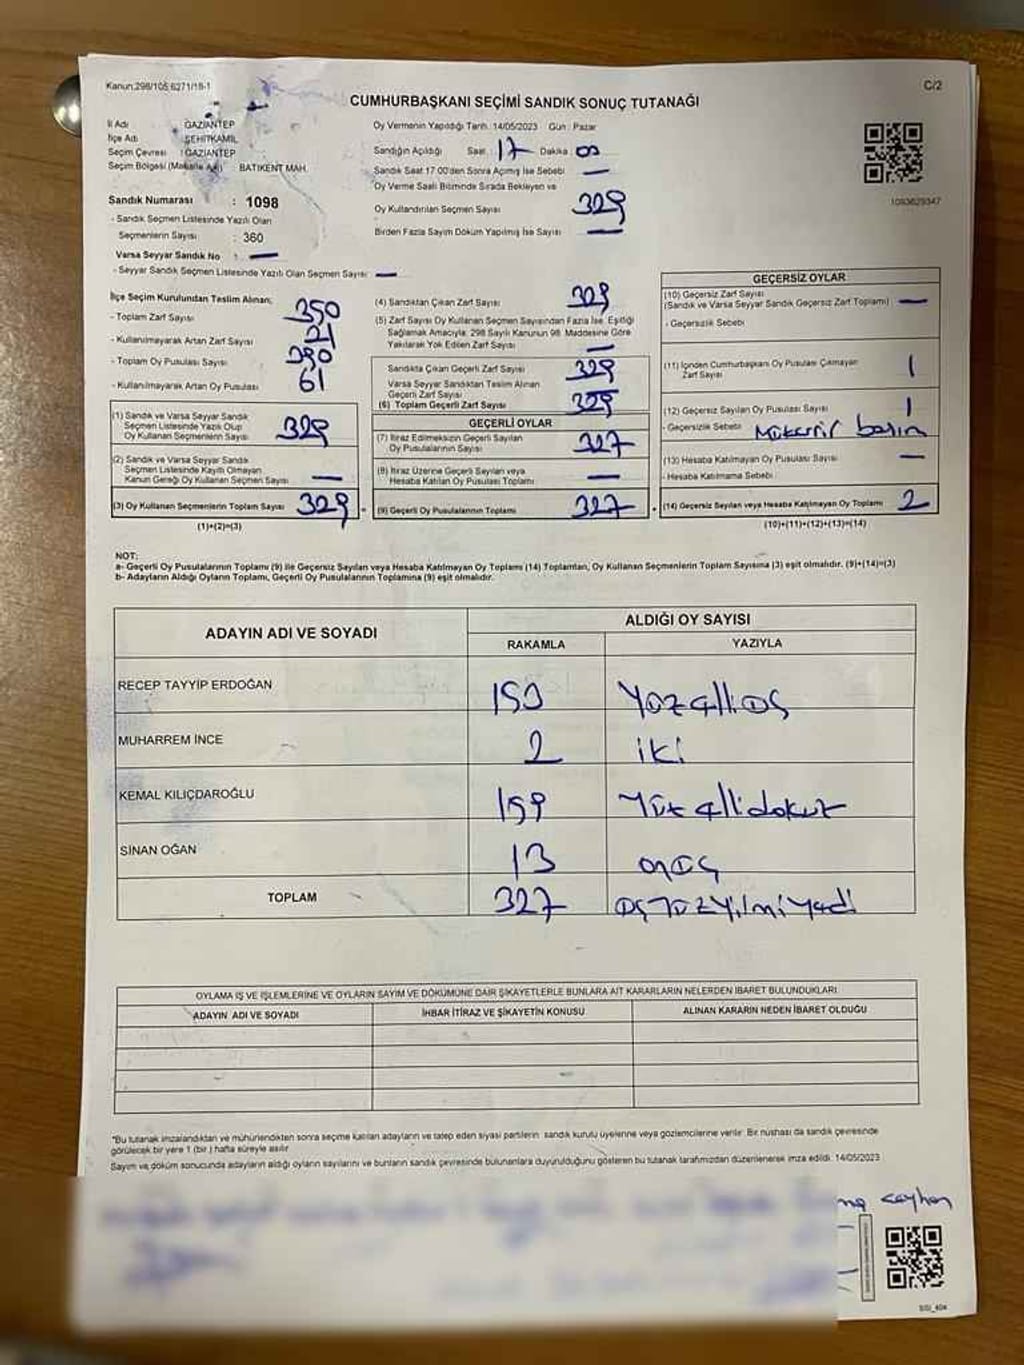 Kanun:298/105,6271/18-1
C/2
CUMHURBAŞKANI SEÇİMİ SANDIK SONUÇ TUTANAĞI
İl Adı : GAZİANTEP
İlçe Adı : ŞEHİTKAMİL
Seçim Çevresi : GAZİANTEP
Seçim Bölgesi (Mahalle Adı) : BATIKENT MAH.
Sandık Numarası : 1098
- Sandık Seçmen Listesinde Yazılı Olan
Seçmenlerin Sayısı : 360
Varsa Seyyar Sandık No : —
- Seyyar Sandık Seçmen Listesinde Yazılı Olan Seçmen Sayısı : —
Oy Vermenin Yapıldığı Tarih: 14/05/2023 Gün : Pazar
Sandığın Açıldığı Saat: 17 Dakika: 00
Sandık Saat 17.00'den Sonra Açılmış İse Sebebi —
Oy Verme Saati Bitiminde Sırada Bekleyen ve
Oy Kullandırılan Seçmen Sayısı 329
Birden Fazla Sayım Döküm Yapılmış İse Sayısı —
1093629347
İlçe Seçim Kurulundan Teslim Alınan;
- Toplam Zarf Sayısı : 350
- Kullanılmayarak Artan Zarf Sayısı : 21
- Toplam Oy Pusulası Sayısı : 390
- Kullanılmayarak Artan Oy Pusulası : 61
(1) Sandık ve Varsa Seyyar Sandık
Seçmen Listesinde Yazılı Olup
Oy Kullanan Seçmenlerin Sayısı 329
(2) Sandık ve Varsa Seyyar Sandık
Seçmen Listesinde Kayıtlı Olmayan
Kanun Gereği Oy Kullanan Seçmen Sayısı —
(3) Oy Kullanan Seçmenlerin Toplam Sayısı 329
(1)+(2)=(3)
(4) Sandıktan Çıkan Zarf Sayısı 329
(5) Zarf Sayısı Oy Kullanan Seçmen Sayısından Fazla İse, Eşitliği
Sağlamak Amacıyla, 298 Sayılı Kanunun 98. Maddesine Göre
Yakılarak Yok Edilen Zarf Sayısı —
Sandıkta Çıkan Geçerli Zarf Sayısı 329
Varsa Seyyar Sandıktan Teslim Alınan
Geçerli Zarf Sayısı
(6) Toplam Geçerli Zarf Sayısı 329
GEÇERLİ OYLAR
(7) İtiraz Edilmeksizin Geçerli Sayılan
Oy Pusulalarının Sayısı 327
(8) İtiraz Üzerine Geçerli Sayılan veya
Hesaba Katılan Oy Pusulası Toplamı —
(9) Geçerli Oy Pusulalarının Toplamı 327
GEÇERSİZ OYLAR
(10) Geçersiz Zarf Sayısı
(Sandık ve Varsa Seyyar Sandık Geçersiz Zarf Toplamı) —
- Geçersizlik Sebebi :
(11) İçinden Cumhurbaşkanı Oy Pusulası Çıkmayan
Zarf Sayısı 1
(12) Geçersiz Sayılan Oy Pusulası Sayısı 1
- Geçersizlik Sebebi: Mükerrir basım
(13) Hesaba Katılmayan Oy Pusulası Sayısı —
- Hesaba Katılmama Sebebi :
(14) Geçersiz Sayılan veya Hesaba Katılmayan Oy Toplamı 2
(10)+(11)+(12)+(13)=(14)
NOT:
a- Geçerli Oy Pusulalarının Toplamı (9) ile Geçersiz Sayılan veya Hesaba Katılmayan Oy Toplamı (14) Toplamları, Oy Kullanan Seçmenlerin Toplam Sayısına (3) eşit olmalıdır. (9)+(14)=(3)
b- Adayların Aldığı Oyların Toplamı, Geçerli Oy Pusulalarının Toplamına (9) eşit olmalıdır.
ADAYIN ADI VE SOYADI
ALDIĞI OY SAYISI
RAKAMLA YAZIYLA
RECEP TAYYİP ERDOĞAN 153 Yüzelliüç
MUHARREM İNCE 2 iki
KEMAL KILIÇDAROĞLU 159 Yüzellidokuz
SİNAN OĞAN 13 onüç
TOPLAM 327 üçyüzyirmiyedi
OYLAMA İŞ VE İŞLEMLERİNE VE OYLARIN SAYIM VE DÖKÜMÜNE DAİR ŞİKAYETLERLE BUNLARA AİT KARARLARIN NELERDEN İBARET BULUNDUKLARI
ADAYIN ADI VE SOYADI İHBAR İTİRAZ VE ŞİKAYETİN KONUSU ALINAN KARARIN NEDEN İBARET OLDUĞU
*Bu tutanak imzalandıktan ve mühürlendikten sonra seçime katılan adayların ve talep eden siyasi partilerin sandık kurulu üyelerine veya gözlemcilerine verilir. Bir nüshası da sandık çevresinde
görülecek bir yere 1 (bir) hafta süreyle asılır.
Sayım ve döküm sonucunda adayların aldığı oyların sayılarını ve bunların sandık çevresinde bulunanlara duyurulduğunu gösteren bu tutanak tarafımızdan düzenlenerek imza edildi. 14/05/2023
ceyhan
SSI_404